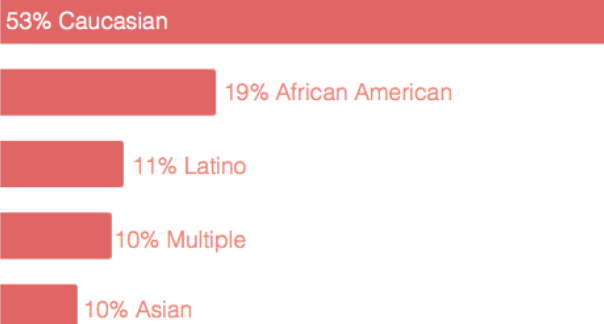 53% Caucasian
19% African American
11% Latino
10% Multiple
10% Asian